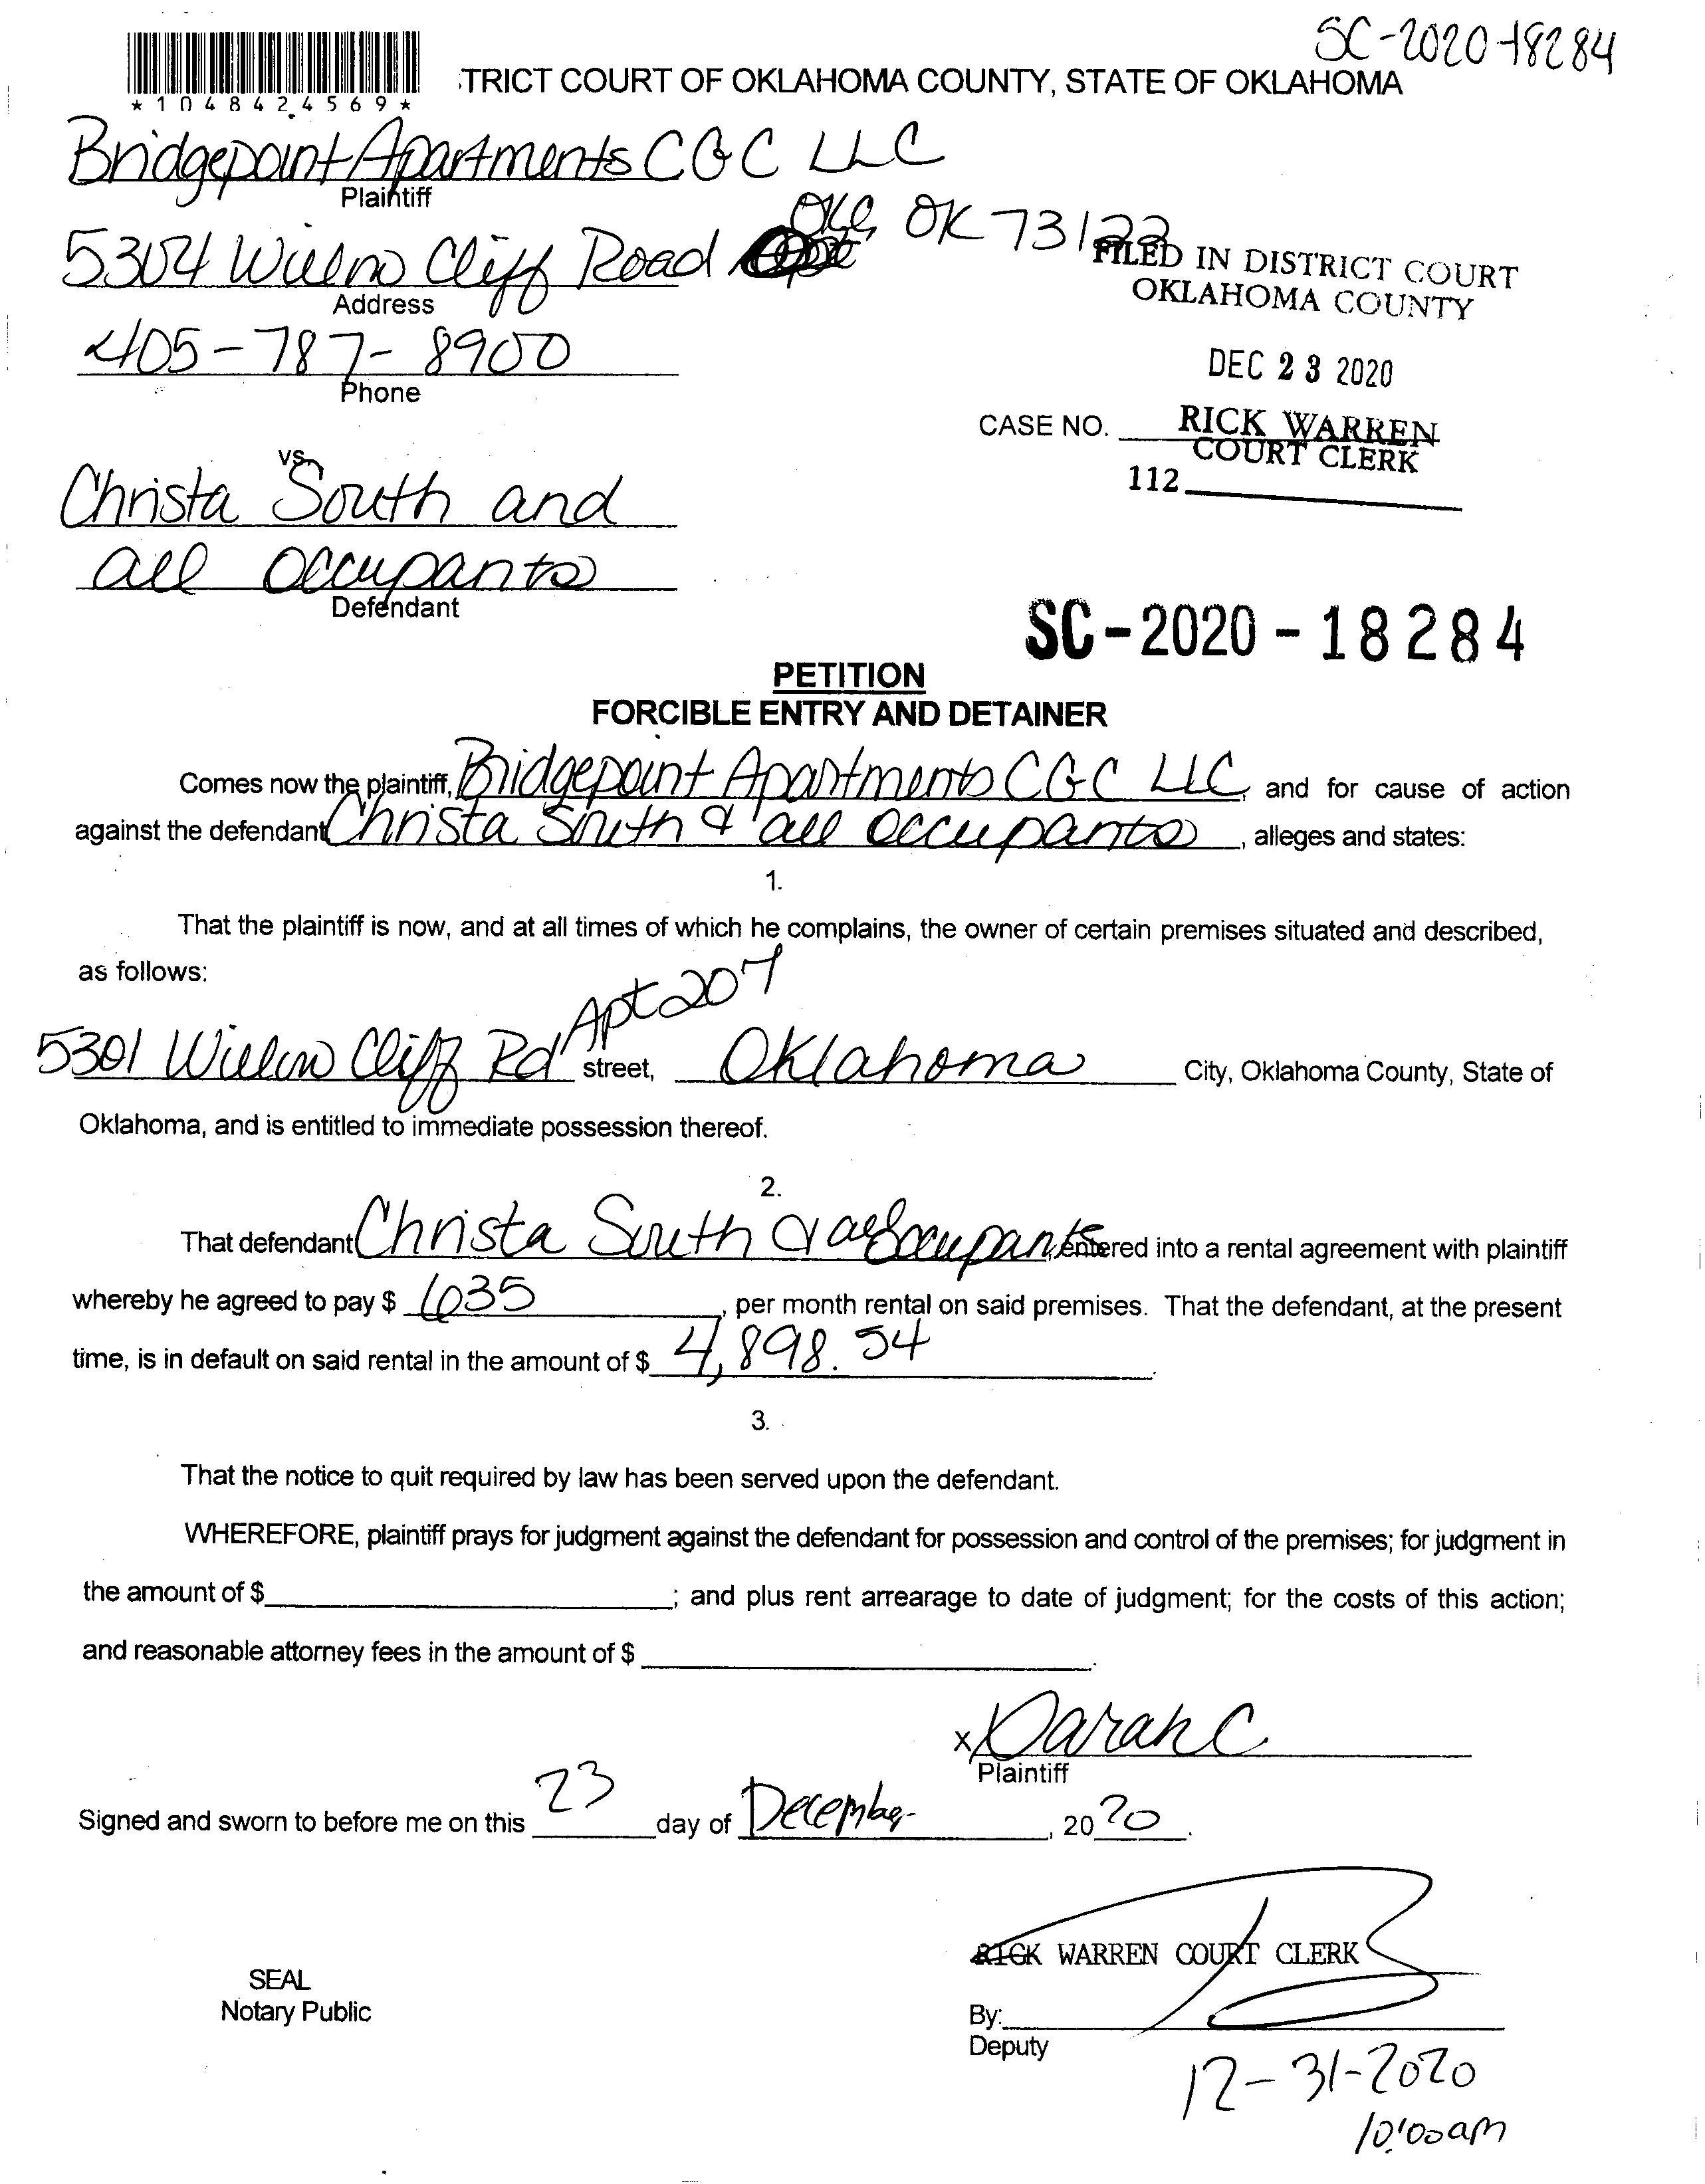 SC-2020-18284
TRICT COURT OF OKLAHOMA COUNTY, STATE OF OKLAHOMA
*1048424569*
Bridgepoint Apartments CGC LLC
Plaintiff
OKC, OK 73122
5304 Willow Cliff Road
Address
FILED IN DISTRICT COURT
OKLAHOMA COUNTY
405-787-8900
Phone
DEC 23 2020
CASE NO. RICK WARREN
COURT CLERK
112
vs.
Christa South and
all occupants
Defendant
SC-2020-18284
PETITION
FORCIBLE ENTRY AND DETAINER
Comes now the plaintiff, Bridgepoint Apartments CGC LLC, and for cause of action
against the defendant Christa South & all occupants, alleges and states:
1.
That the plaintiff is now, and at all times of which he complains, the owner of certain premises situated and described,
as follows:
5301 Willow Cliff Rd Apt 207 street, Oklahoma City, Oklahoma County, State of
Oklahoma, and is entitled to immediate possession thereof.
2.
That defendant Christa South & all occupants, entered into a rental agreement with plaintiff
whereby he agreed to pay $ 635, per month rental on said premises. That the defendant, at the present
time, is in default on said rental in the amount of $ 4,898.54.
3.
That the notice to quit required by law has been served upon the defendant.
WHEREFORE, plaintiff prays for judgment against the defendant for possession and control of the premises; for judgment in
the amount of $ ; and plus rent arrearage to date of judgment; for the costs of this action;
and reasonable attorney fees in the amount of $ .
x Darah C
Plaintiff
Signed and sworn to before me on this 23 day of December, 2020.
RICK WARREN COURT CLERK
SEAL
Notary Public
By:
Deputy
12-31-2020
10:00am